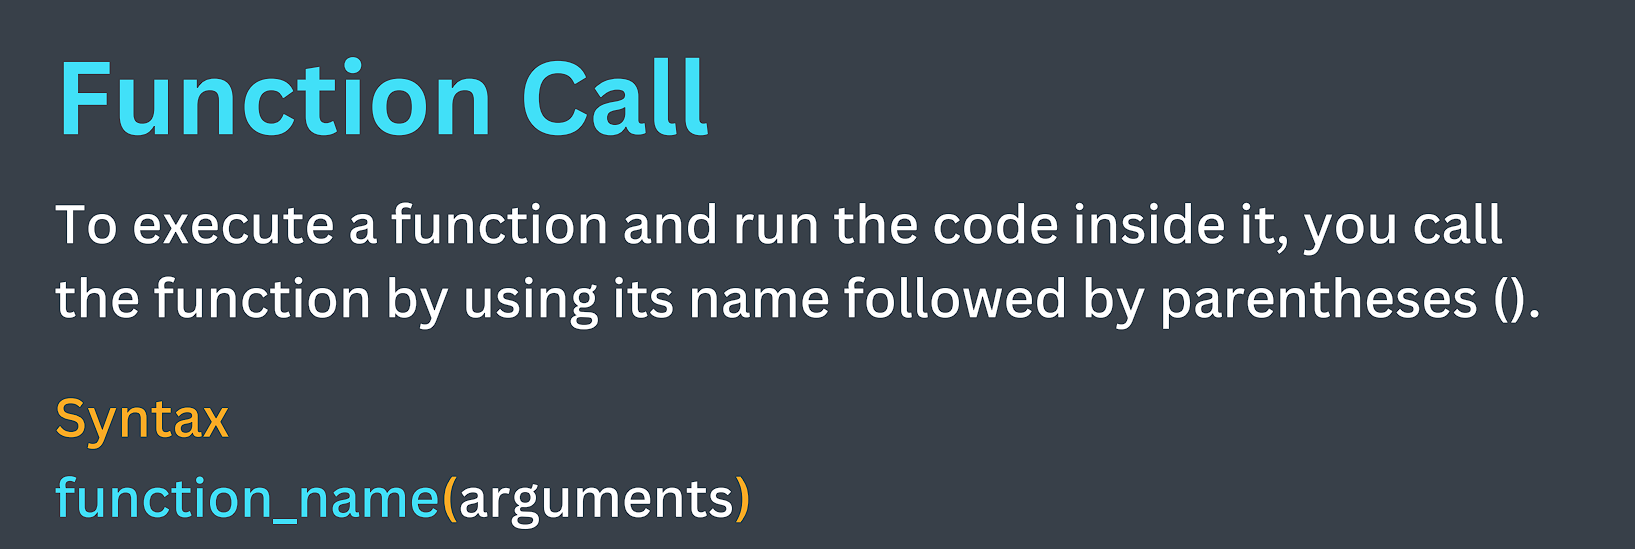 Function Call
To execute a function and run the code inside it, you call
the function by using its name followed by parentheses ().
Syntax
function_name(arguments)